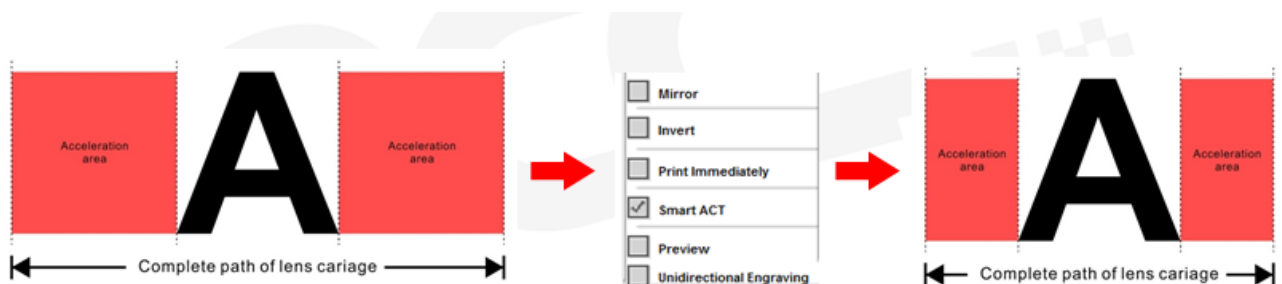 Acceleration
area
A
Acceleration
area
Complete path of lens cariage
Mirror
Invert
Print Immediately
Smart ACT
Preview
Unidirectional Engraving
Acceleration
area
A
Acceleration
area
Complete path of lens cariage